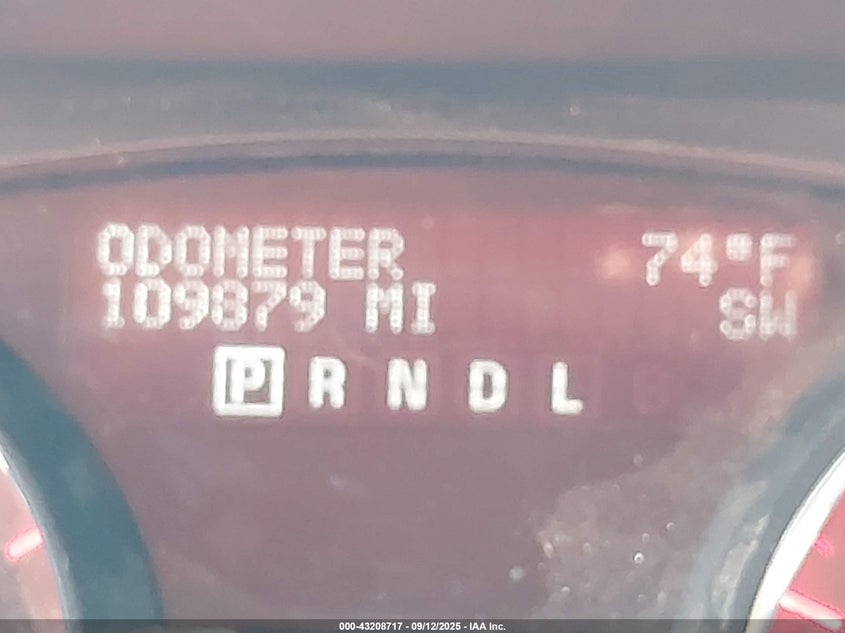 ODOMETER 74°F
109879 MI SW
P R N D L
000-43208717 - 09/12/2025 - IAA Inc.